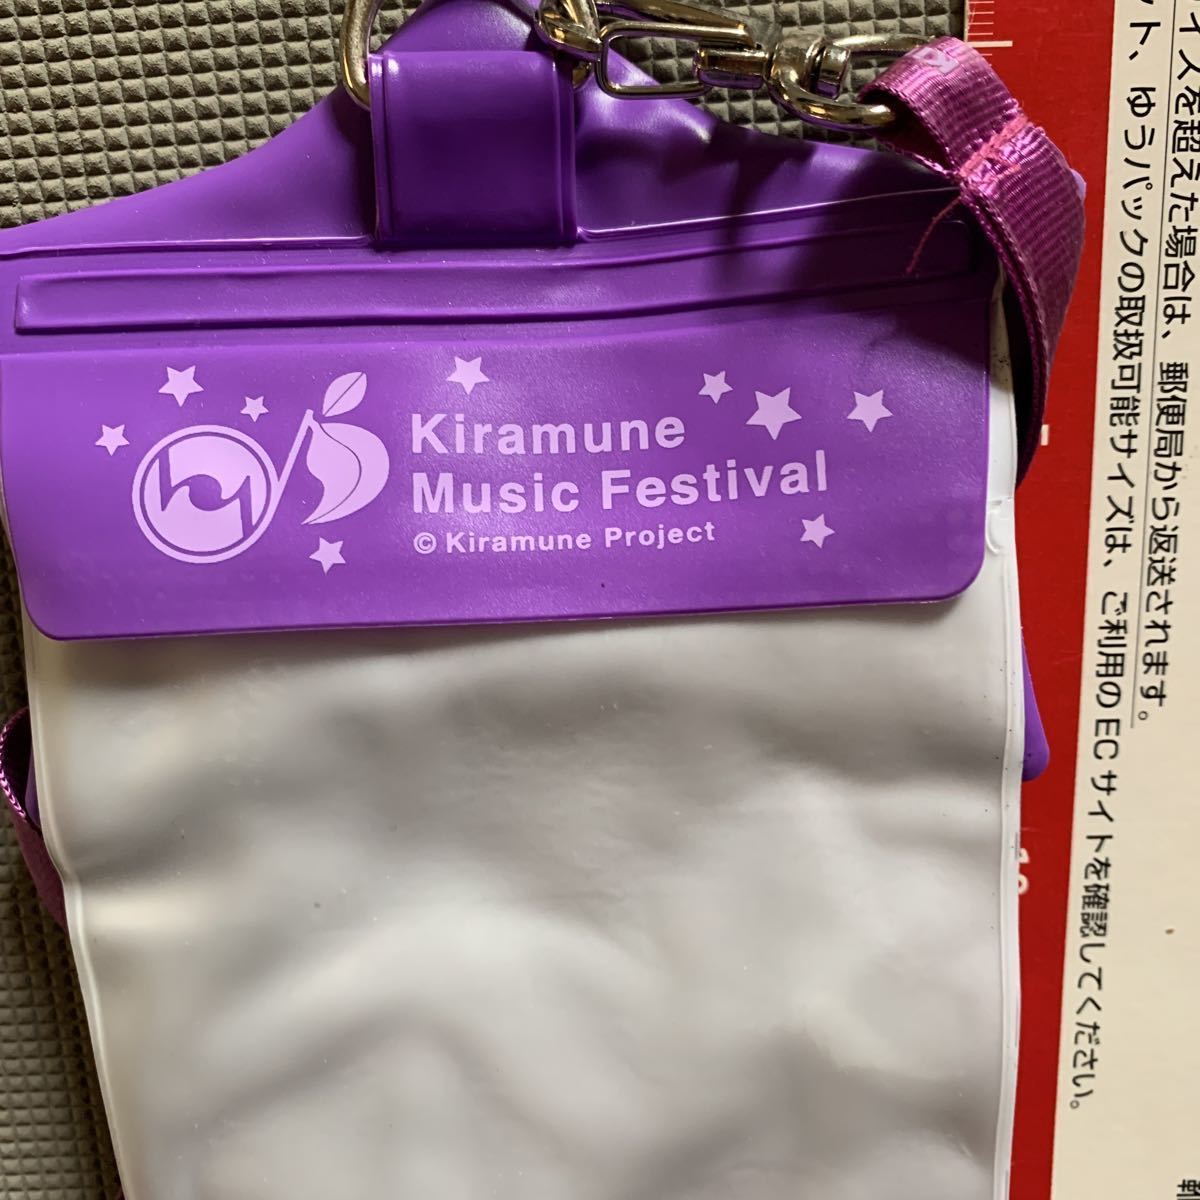 Kiramune
Music Festival
© Kiramune Project
イズを超えた場合は、郵便局から返送されます。
ット、ゆうパックの取扱可能サイズは、ご利用のECサイトを確認してください。
10